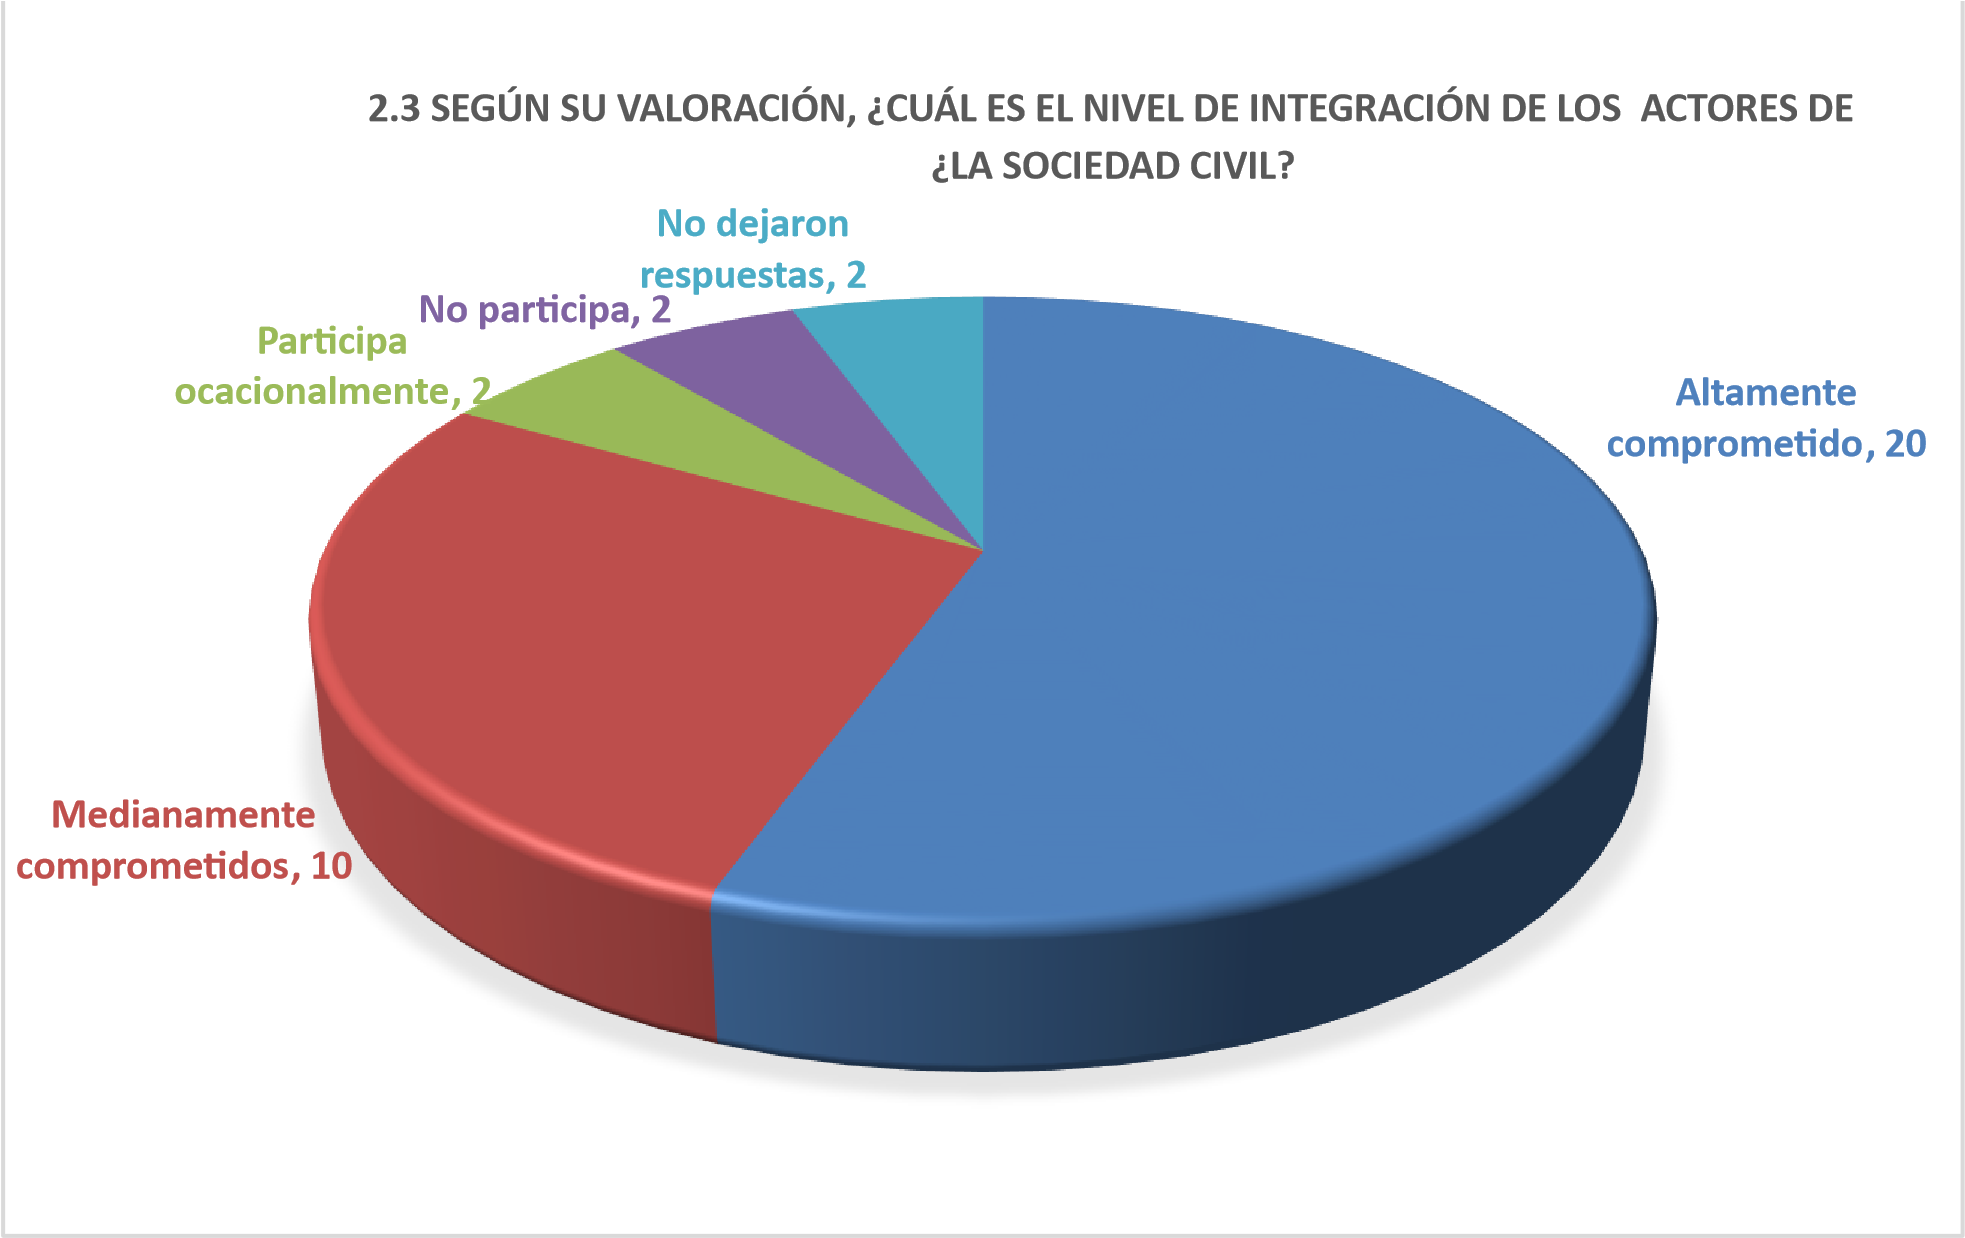 2.3 SEGÚN SU VALORACIÓN, ¿CUÁL ES EL NIVEL DE INTEGRACIÓN DE LOS  ACTORES DE
¿LA SOCIEDAD CIVIL?
No dejaron
respuestas, 2
No participa, 2
Participa
ocacionalmente, 2
Altamente
comprometido, 20
Medianamente
comprometidos, 10